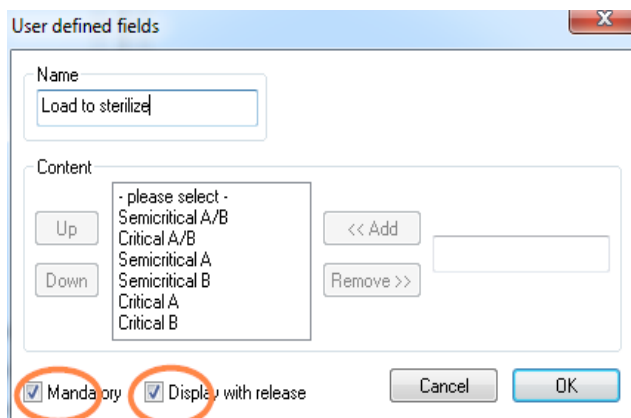 User defined fields
X
Name
Load to sterilize
Content
- please select -
Semicritical A/B
Critical A/B
Semicritical A
Semicritical B
Critical A
Critical B
Up
Down
<< Add
Remove >>
Mandatory
Display with release
Cancel
OK